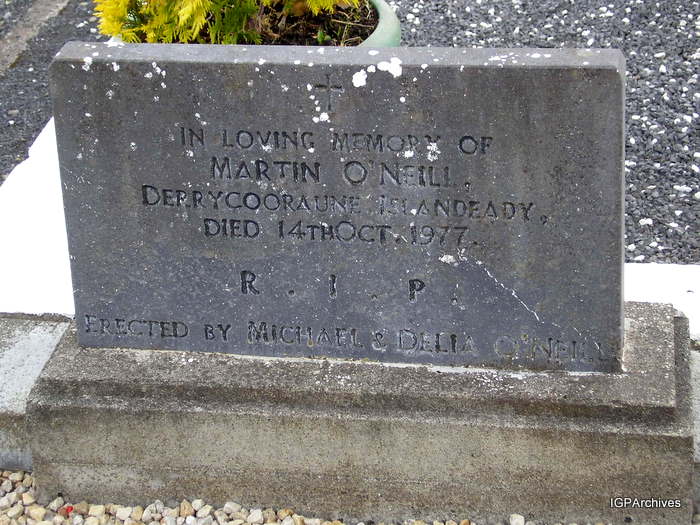 IN LOVING MEMORY OF
MARTIN O'NEILL,
DERRYCOORAUNE ISLANDEADY,
DIED 14TH OCT. 1977.
R. I. P.
ERECTED BY MICHAEL & DELIA O'NEILL
IGPArchives